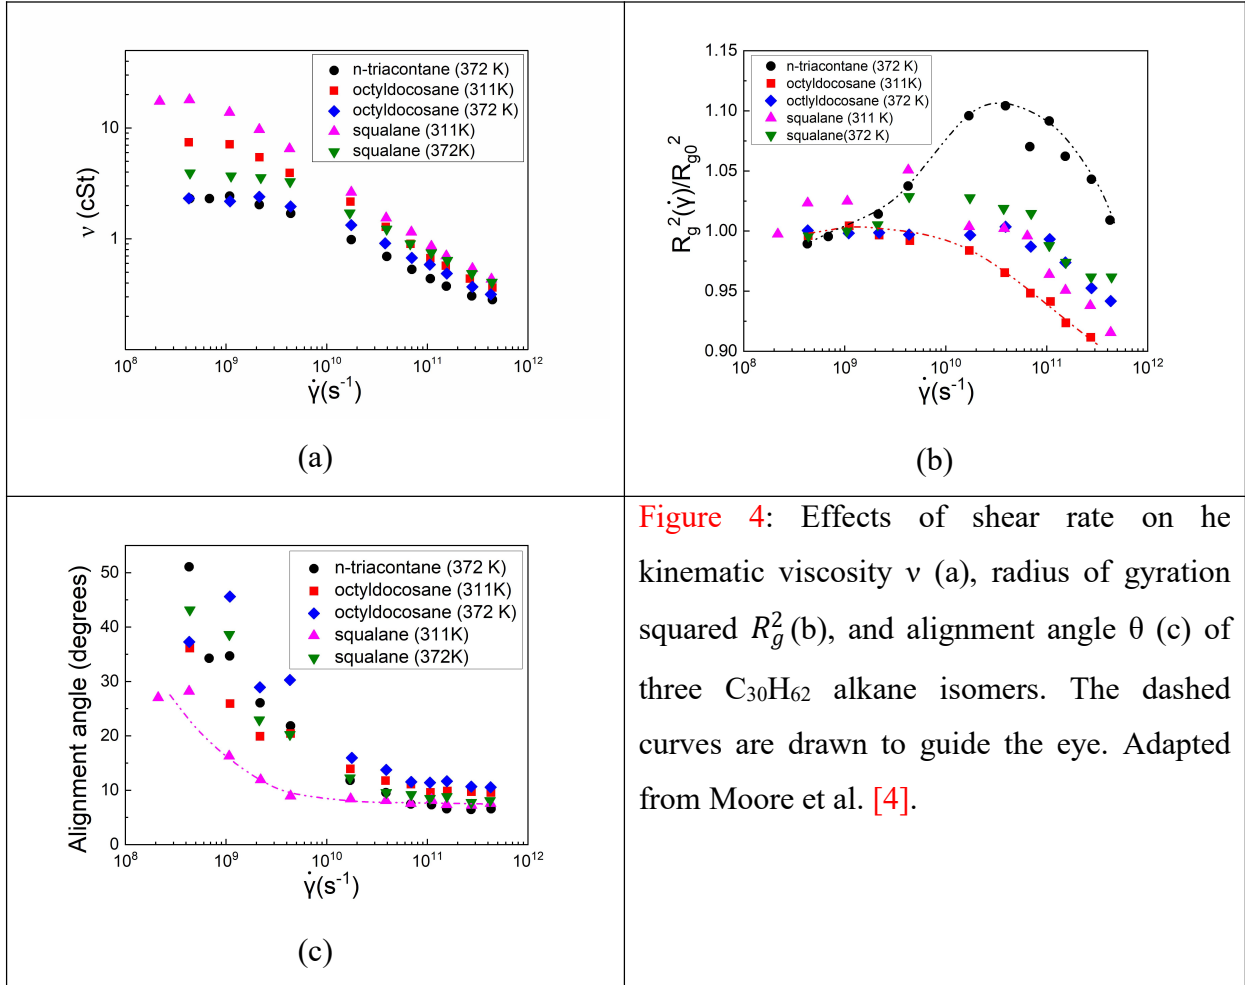 n-triacontane (372 K)
octyldocosane (311K)
octyldocosane (372 K)
squalane (311K)
squalane (372K)
10
1
ν (cSt)
10⁸
10⁹
10¹⁰
10¹¹
10¹²
γ̇(s⁻¹)
(a)
n-triacontane (372 K)
octyldocosane (311K)
octlyldocosane (372 K)
squalane (311 K)
squalane(372 K)
1.15
1.10
1.05
1.00
0.95
0.90
R_g²(γ̇)/R_g0²
10⁸
10⁹
10¹⁰
10¹¹
10¹²
γ̇(s⁻¹)
(b)
n-triacontane (372 K)
octyldocosane (311K)
octyldocosane (372 K)
squalane (311K)
squalane (372K)
50
40
30
20
10
0
Alignment angle (degrees)
10⁸
10⁹
10¹⁰
10¹¹
10¹²
γ̇(s⁻¹)
(c)
Figure 4: Effects of shear rate on he
kinematic viscosity ν (a), radius of gyration
squared R_g² (b), and alignment angle θ (c) of
three C₃₀H₆₂ alkane isomers. The dashed
curves are drawn to guide the eye. Adapted
from Moore et al. [4].